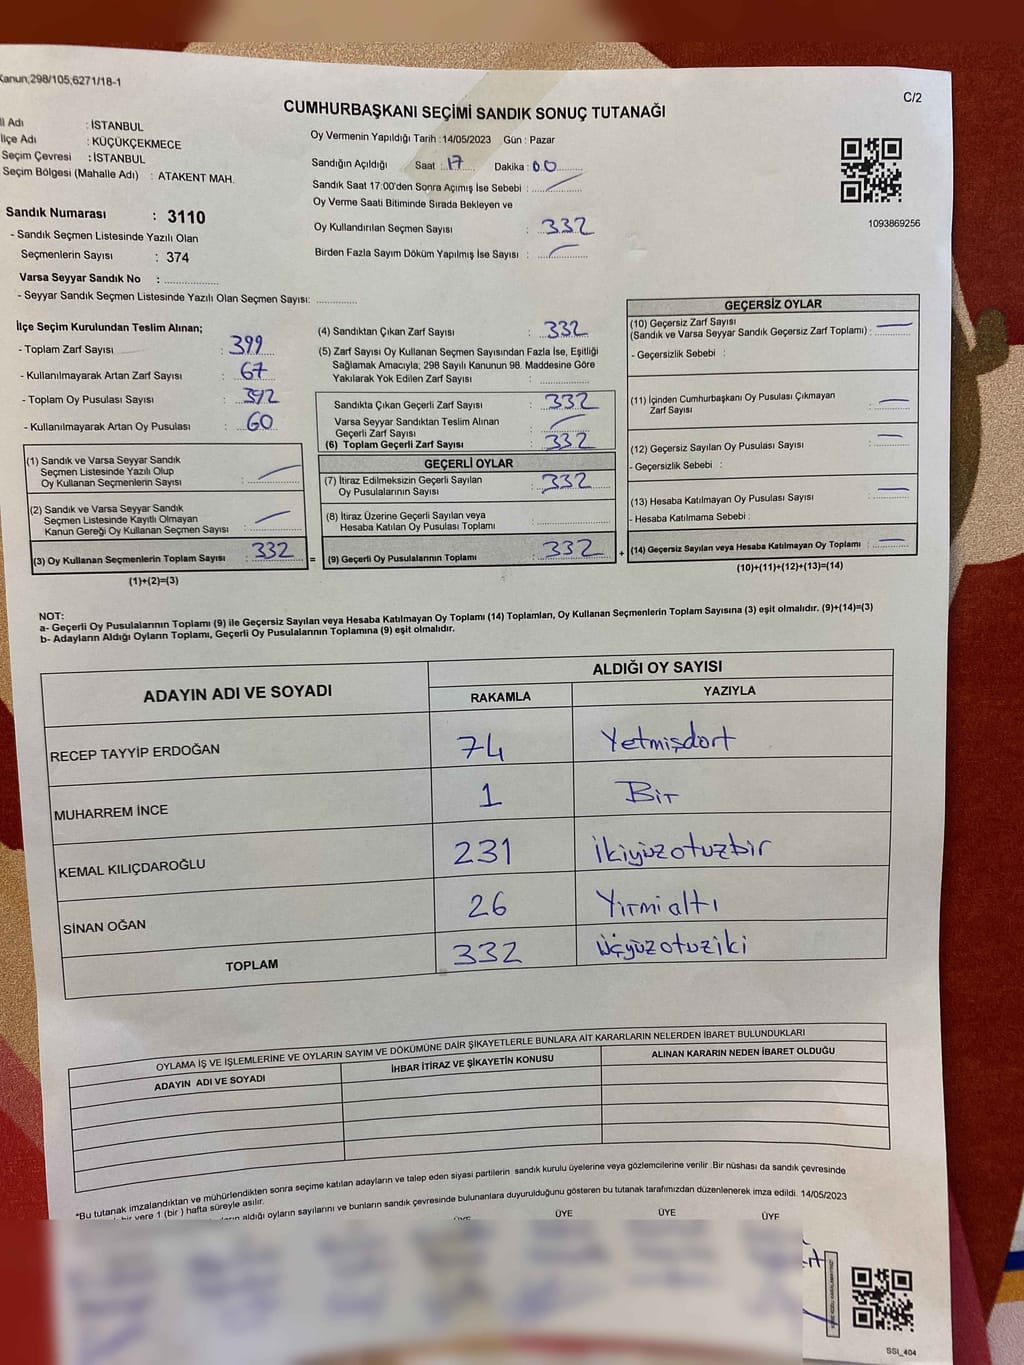 Kanun;298/105;6271/18-1
C/2
CUMHURBAŞKANI SEÇİMİ SANDIK SONUÇ TUTANAĞI
İl Adı : İSTANBUL
İlçe Adı : KÜÇÜKÇEKMECE
Seçim Çevresi : İSTANBUL
Seçim Bölgesi (Mahalle Adı) : ATAKENT MAH.
Sandık Numarası : 3110
- Sandık Seçmen Listesinde Yazılı Olan
Seçmenlerin Sayısı : 374
Varsa Seyyar Sandık No :
- Seyyar Sandık Seçmen Listesinde Yazılı Olan Seçmen Sayısı:
Oy Vermenin Yapıldığı Tarih :14/05/2023 Gün : Pazar
Sandığın Açıldığı Saat : 17 Dakika : 00
Sandık Saat 17:00'den Sonra Açımış İse Sebebi :
Oy Verme Saati Bitiminde Sırada Bekleyen ve
Oy Kullandırılan Seçmen Sayısı : 332
Birden Fazla Sayım Döküm Yapılmış İse Sayısı :
1093869256
İlçe Seçim Kurulundan Teslim Alınan;
- Toplam Zarf Sayısı : 399
- Kullanılmayarak Artan Zarf Sayısı : 67
- Toplam Oy Pusulası Sayısı : 392
- Kullanılmayarak Artan Oy Pusulası : 60
(1) Sandık ve Varsa Seyyar Sandık
Seçmen Listesinde Yazılı Olup
Oy Kullanan Seçmenlerin Sayısı :
(2) Sandık ve Varsa Seyyar Sandık
Seçmen Listesinde Kayıtlı Olmayan
Kanun Gereği Oy Kullanan Seçmen Sayısı :
(3) Oy Kullanan Seçmenlerin Toplam Sayısı : 332 =
(1)+(2)=(3)
(4) Sandıktan Çıkan Zarf Sayısı : 332
(5) Zarf Sayısı Oy Kullanan Seçmen Sayısından Fazla İse, Eşitliği
Sağlamak Amacıyla; 298 Sayılı Kanunun 98. Maddesine Göre
Yakılarak Yok Edilen Zarf Sayısı :
Sandıkta Çıkan Geçerli Zarf Sayısı : 332
Varsa Seyyar Sandıktan Teslim Alınan
Geçerli Zarf Sayısı :
(6) Toplam Geçerli Zarf Sayısı : 332
GEÇERLİ OYLAR
(7) İtiraz Edilmeksizin Geçerli Sayılan
Oy Pusulalarının Sayısı : 332
(8) İtiraz Üzerine Geçerli Sayılan veya
Hesaba Katılan Oy Pusulası Toplamı :
(9) Geçerli Oy Pusulalarının Toplamı : 332 +
GEÇERSİZ OYLAR
(10) Geçersiz Zarf Sayısı
(Sandık ve Varsa Seyyar Sandık Geçersiz Zarf Toplamı) :
- Geçersizlik Sebebi :
(11) İçinden Cumhurbaşkanı Oy Pusulası Çıkmayan
Zarf Sayısı :
(12) Geçersiz Sayılan Oy Pusulası Sayısı :
- Geçersizlik Sebebi :
(13) Hesaba Katılmayan Oy Pusulası Sayısı :
- Hesaba Katılmama Sebebi :
(14) Geçersiz Sayılan veya Hesaba Katılmayan Oy Toplamı :
(10)+(11)+(12)+(13)=(14)
NOT:
a- Geçerli Oy Pusulalarının Toplamı (9) ile Geçersiz Sayılan veya Hesaba Katılmayan Oy Toplamı (14) Toplamları, Oy Kullanan Seçmenlerin Toplam Sayısına (3) eşit olmalıdır. (9)+(14)=(3)
b- Adayların Aldığı Oyların Toplamı, Geçerli Oy Pusulalarının Toplamına (9) eşit olmalıdır.
ADAYIN ADI VE SOYADI
ALDIĞI OY SAYISI
RAKAMLA YAZIYLA
RECEP TAYYİP ERDOĞAN 74 Yetmişdört
MUHARREM İNCE 1 Bir
KEMAL KILIÇDAROĞLU 231 İkiyüzotuzbir
SİNAN OĞAN 26 Yirmialtı
TOPLAM 332 Üçyüzotuziki
OYLAMA İŞ VE İŞLEMLERİNE VE OYLARIN SAYIM VE DÖKÜMÜNE DAİR ŞİKAYETLERLE BUNLARA AİT KARARLARIN NELERDEN İBARET BULUNDUKLARI
ADAYIN ADI VE SOYADI İHBAR İTİRAZ VE ŞİKAYETİN KONUSU ALINAN KARARIN NEDEN İBARET OLDUĞU
*Bu tutanak imzalandıktan ve mühürlendikten sonra seçime katılan adayların ve talep eden siyasi partilerin sandık kurulu üyelerine veya gözlemcilerine verilir .Bir nüshası da sandık çevresinde
bir yere 1 (bir ) hafta süreyle asılır.
aldığı oyların sayılarını ve bunların sandık çevresinde bulunanlara duyurulduğunu gösteren bu tutanak tarafımızdan düzenlenerek imza edildi. 14/05/2023
ÜYE ÜYE ÜYE ÜYE
SSI_404